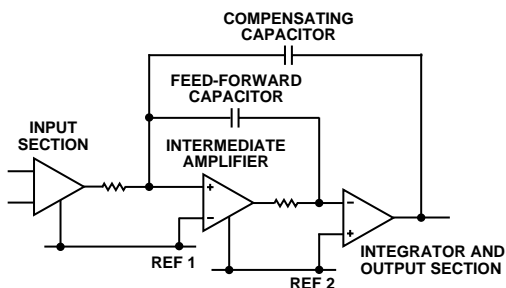 COMPENSATING
CAPACITOR
FEED-FORWARD
CAPACITOR
INPUT
SECTION
INTERMEDIATE
AMPLIFIER
+
−
−
+
REF 1
INTEGRATOR AND
OUTPUT SECTION
REF 2